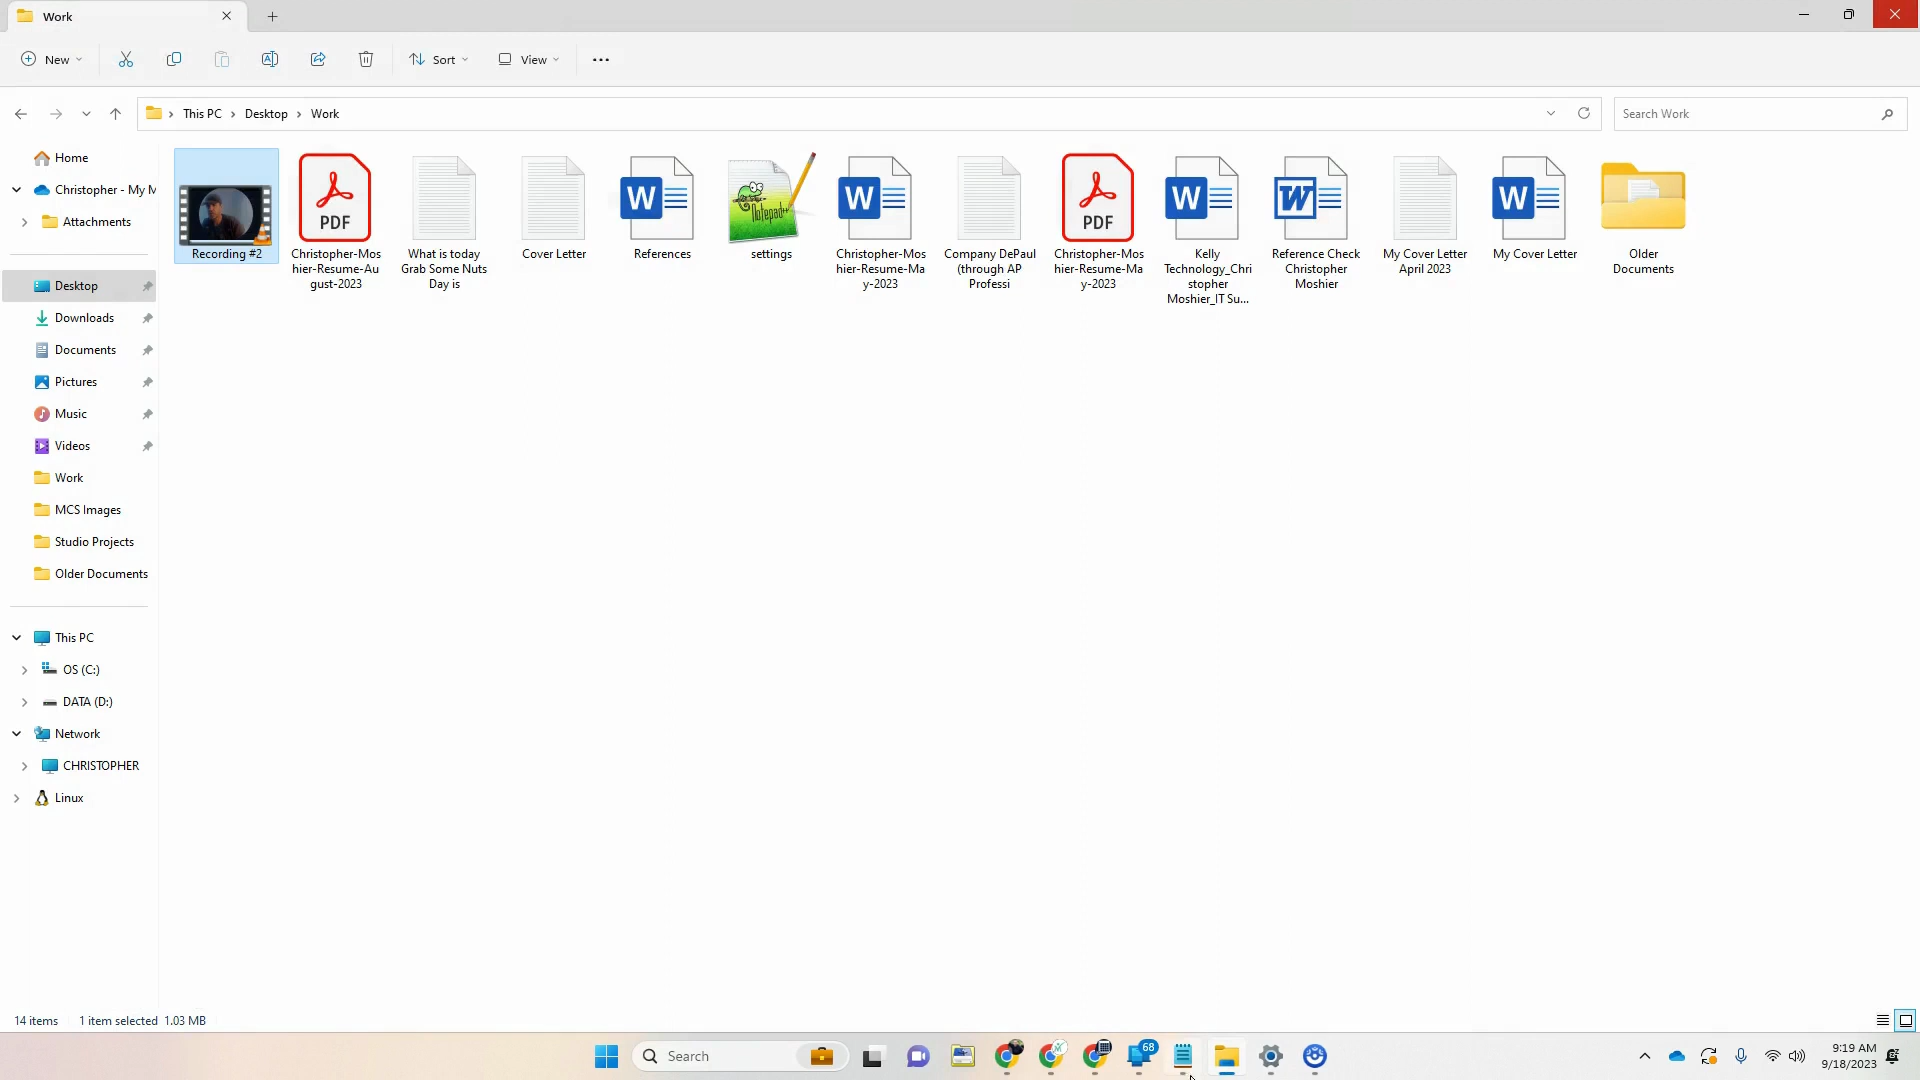 Work
New
Sort
View
This PC
Desktop
Work
Search Work
Home
Christopher - My M
Attachments
Desktop
Downloads
Documents
Pictures
Music
Videos
Work
MCS Images
Studio Projects
Older Documents
This PC
OS (C:)
DATA (D:)
Network
CHRISTOPHER
Linux
Recording #2
PDF
Christopher-Mos
hier-Resume-Au
gust-2023
What is today
Grab Some Nuts
Day is
Cover Letter
W
References
Notepad++
settings
W
Christopher-Mos
hier-Resume-Ma
y-2023
Company DePaul
(through AP
Professi
PDF
Christopher-Mos
hier-Resume-Ma
y-2023
W
Kelly
Technology_Chri
stopher
Moshier_IT Su...
W
Reference Check
Christopher
Moshier
My Cover Letter
April 2023
W
My Cover Letter
Older
Documents
14 items
1 item selected 1.03 MB
Search
68
9:19 AM
9/18/2023